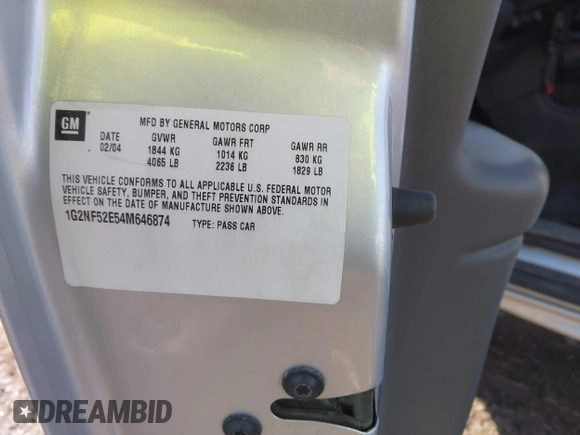 GM
MFD BY GENERAL MOTORS CORP
DATE GVWR GAWR FRT GAWR RR
02/04 1844 KG 1014 KG 830 KG
4065 LB 2236 LB 1829 LB
THIS VEHICLE CONFORMS TO ALL APPLICABLE U.S. FEDERAL MOTOR
VEHICLE SAFETY, BUMPER, AND THEFT PREVENTION STANDARDS IN
EFFECT ON THE DATE OF MANUFACTURE SHOWN ABOVE.
1G2NF52E54M646874 TYPE: PASS CAR
DREAMBID